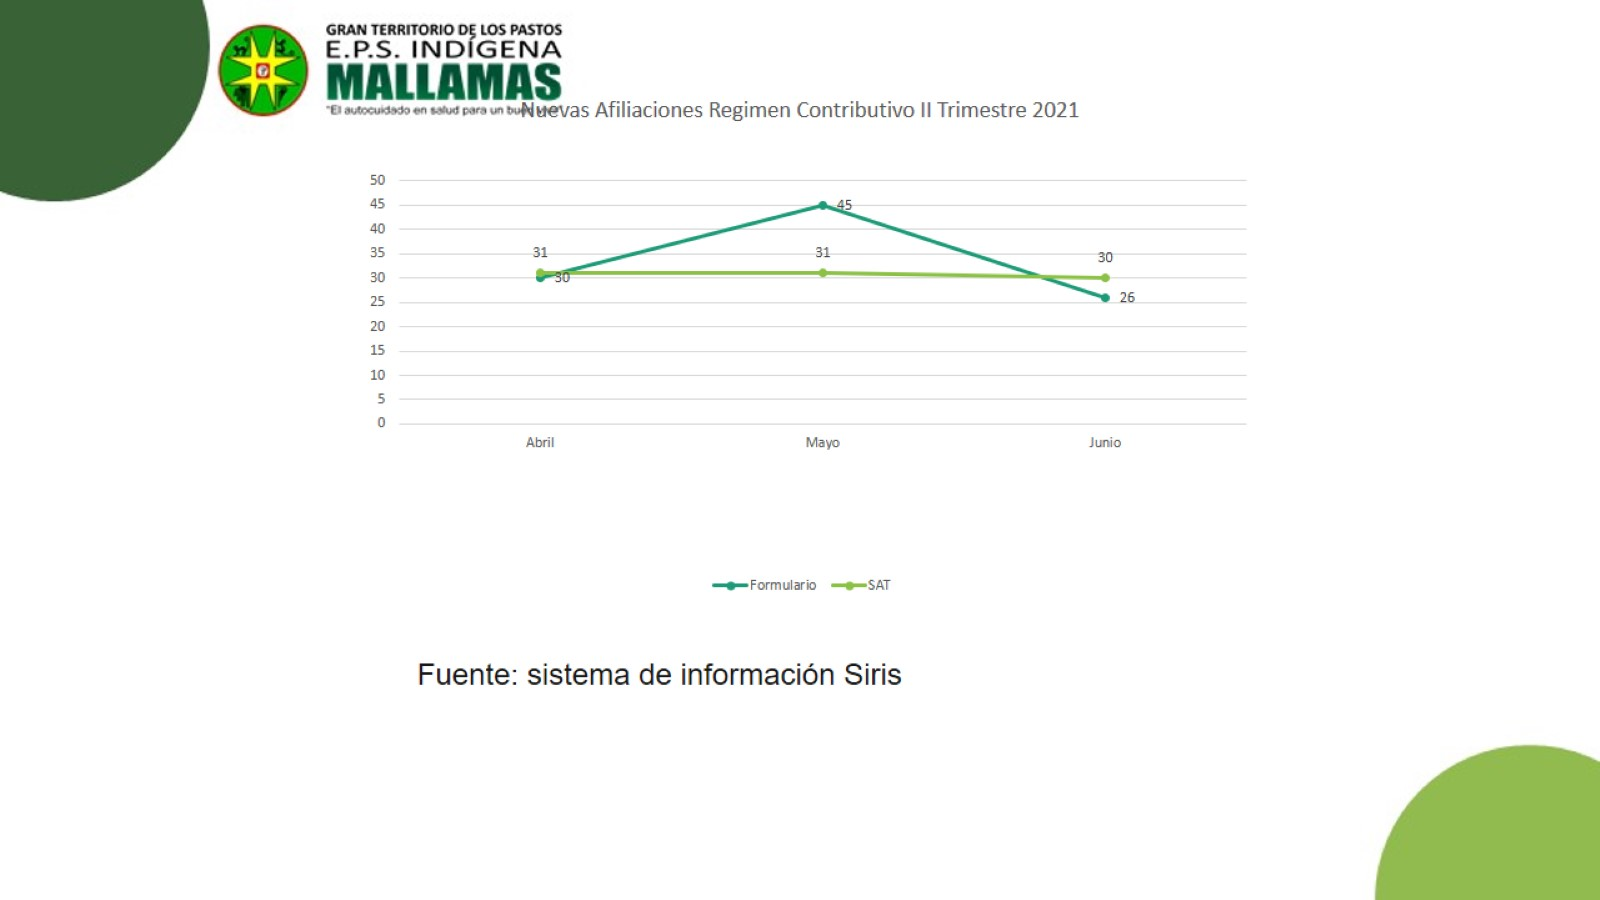 GRAN TERRITORIO DE LOS PASTOS
E.P.S. INDÍGENA
MALLAMAS
"El autocuidado en salud para un buen
Nuevas Afiliaciones Regimen Contributivo II Trimestre 2021
50
45
40
35
30
25
20
15
10
5
0
31
30
45
31
30
26
Abril
Mayo
Junio
Formulario
SAT
Fuente: sistema de información Siris